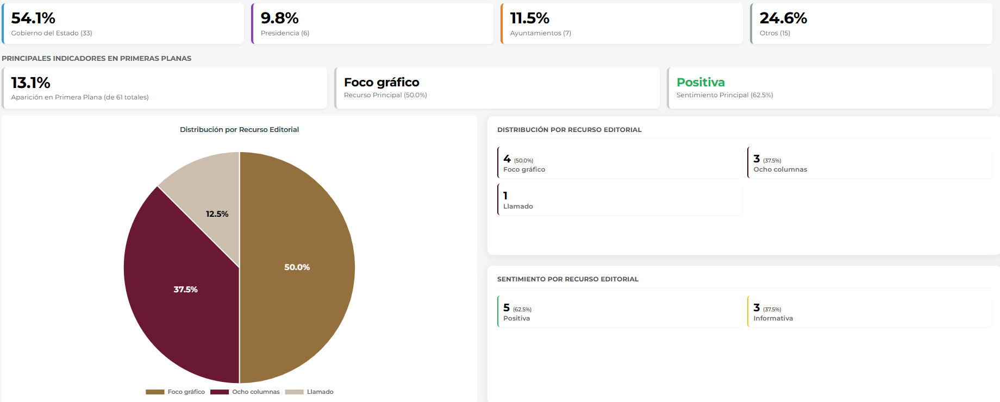 54.1%
Gobierno del Estado (33)
9.8%
Presidencia (6)
11.5%
Ayuntamientos (7)
24.6%
Otros (15)
PRINCIPALES INDICADORES EN PRIMERAS PLANAS
13.1%
Aparición en Primera Plana (de 61 totales)
Foco gráfico
Recurso Principal (50.0%)
Positiva
Sentimiento Principal (62.5%)
Distribución por Recurso Editorial
12.5%
50.0%
37.5%
Foco gráfico Ocho columnas Llamado
DISTRIBUCIÓN POR RECURSO EDITORIAL
4 (50.0%)
Foco gráfico
3 (37.5%)
Ocho columnas
1
Llamado
SENTIMIENTO POR RECURSO EDITORIAL
5 (62.5%)
Positiva
3 (37.5%)
Informativa